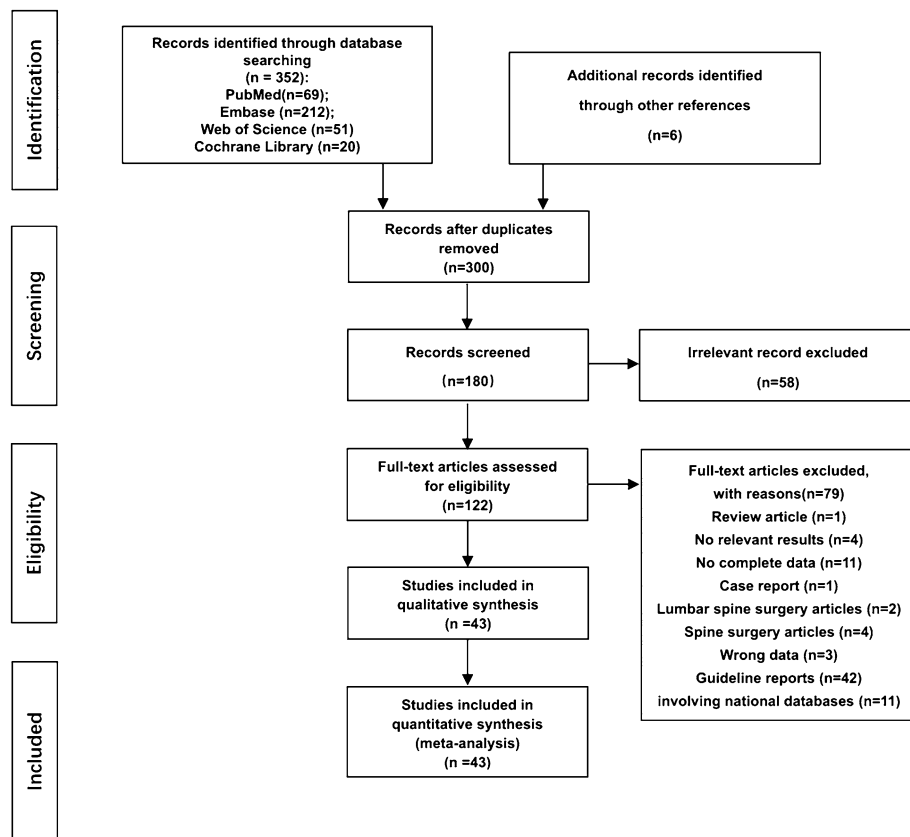 Identification
Records identified through database
searching
(n = 352):
PubMed(n=69);
Embase (n=212);
Web of Science (n=51)
Cochrane Library (n=20)
Additional records identified
through other references
(n=6)
Screening
Records after duplicates
removed
(n=300)
Records screened
(n=180)
Irrelevant record excluded
(n=58)
Eligibility
Full-text articles assessed
for eligibility
(n=122)
Full-text articles excluded,
with reasons(n=79)
Review article (n=1)
No relevant results (n=4)
No complete data (n=11)
Case report (n=1)
Lumbar spine surgery articles (n=2)
Spine surgery articles (n=4)
Wrong data (n=3)
Guideline reports (n=42)
involving national databases (n=11)
Studies included in
qualitative synthesis
(n =43)
Included
Studies included in
quantitative synthesis
(meta-analysis)
(n =43)